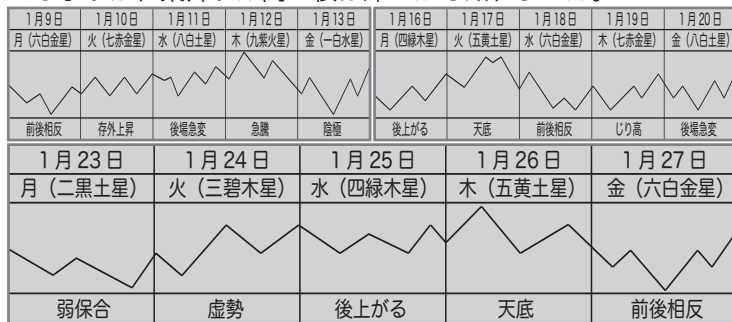 1月9日 1月10日 1月11日 1月12日 1月13日
月（六白金星） 火（七赤金星） 水（八白土星） 木（九紫火星） 金（一白水星）
前後相反 存外上昇 後場急変 急騰 陰極
1月16日 1月17日 1月18日 1月19日 1月20日
月（四緑木星） 火（五黄土星） 水（六白金星） 木（七赤金星） 金（八白土星）
後上がる 天底 前後相反 じり高 後場急変
1月23日 1月24日 1月25日 1月26日 1月27日
月（二黒土星） 火（三碧木星） 水（四緑木星） 木（五黄土星） 金（六白金星）
弱保合 虚勢 後上がる 天底 前後相反